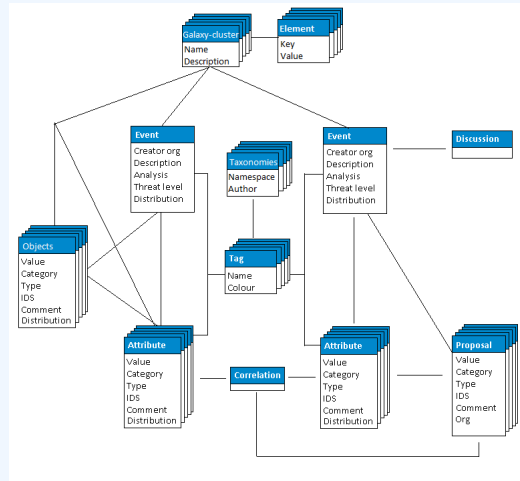 Galaxy-cluster
Name
Description
Element
Key
Value
Event
Creator org
Description
Analysis
Threat level
Distribution
Taxonomies
Namespace
Author
Event
Creator org
Description
Analysis
Threat level
Distribution
Discussion
Objects
Value
Category
Type
IDS
Comment
Distribution
Tag
Name
Colour
Attribute
Value
Category
Type
IDS
Comment
Distribution
Correlation
Attribute
Value
Category
Type
IDS
Comment
Distribution
Proposal
Value
Category
Type
IDS
Comment
Org